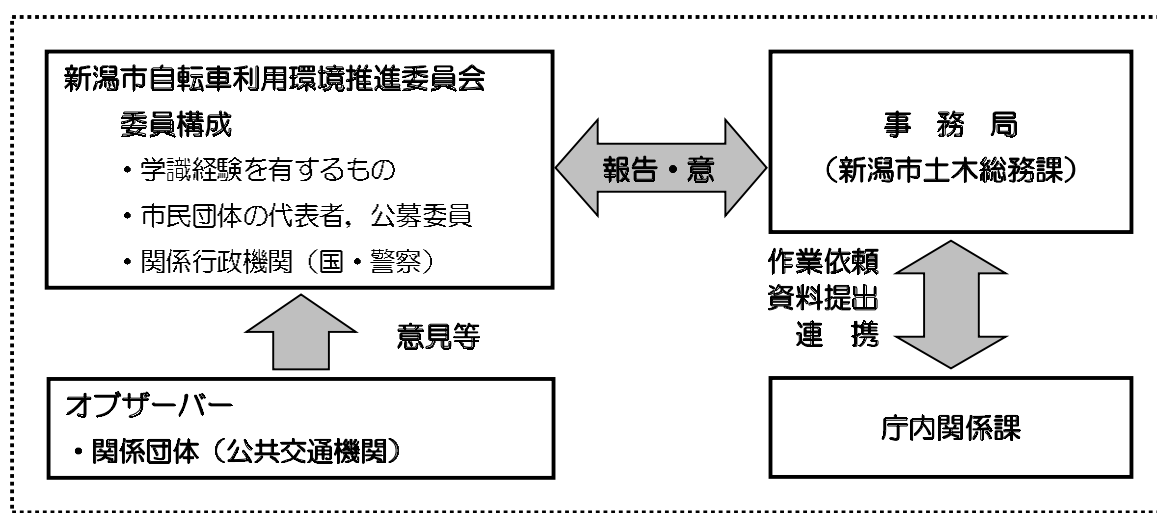 新潟市自転車利用環境推進委員会
委員構成
・学識経験を有するもの
・市民団体の代表者，公募委員
・関係行政機関（国・警察）
報告・意
事　務　局
（新潟市土木総務課）
作業依頼
資料提出
連　携
意見等
オブザーバー
・関係団体（公共交通機関）
庁内関係課